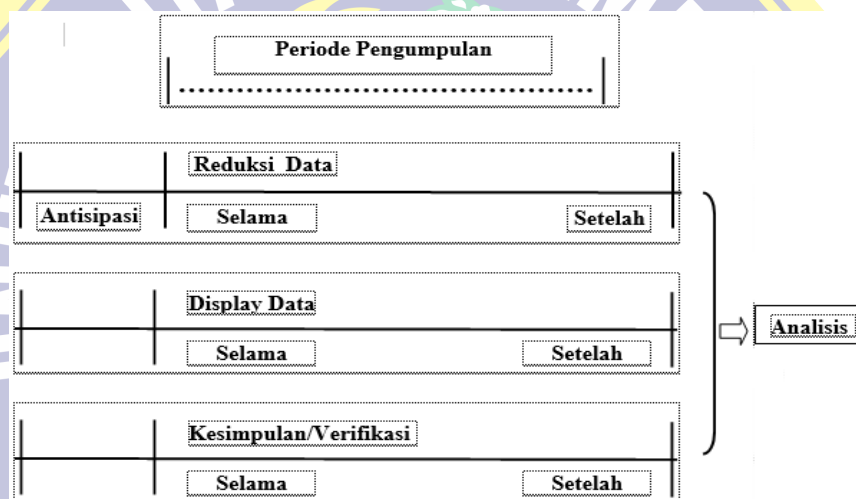 Periode Pengumpulan
Reduksi Data
Antisipasi Selama Setelah
Display Data
Selama Setelah
Analisis
Kesimpulan/Verifikasi
Selama Setelah